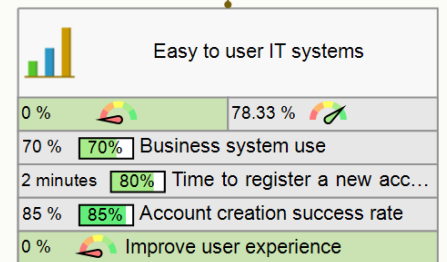 Easy to user IT systems
0 % 78.33 %
70 % 70% Business system use
2 minutes 80% Time to register a new acc...
85 % 85% Account creation success rate
0 % Improve user experience